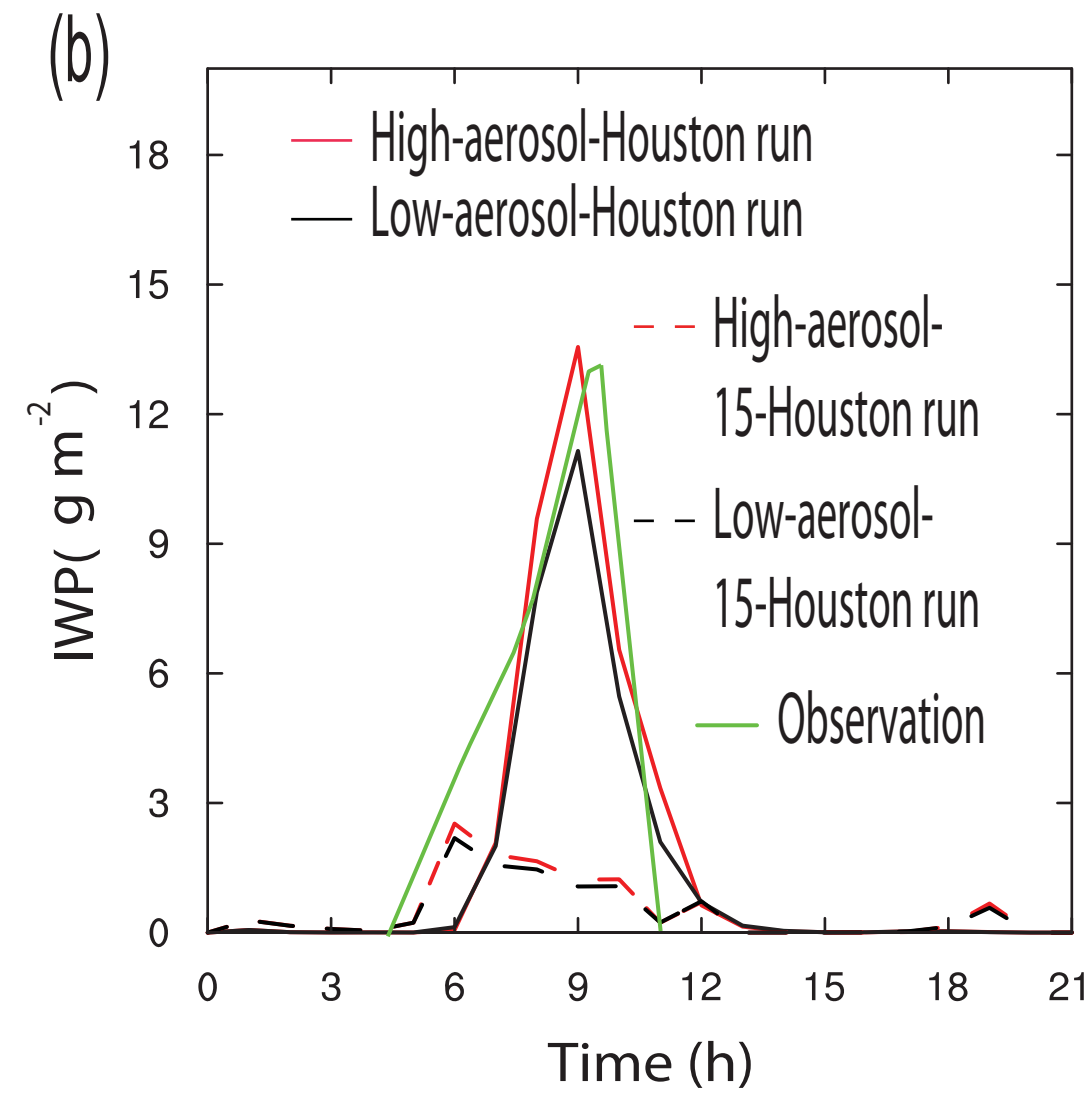 (b)
High-aerosol-Houston run
Low-aerosol-Houston run
High-aerosol-
15-Houston run
Low-aerosol-
15-Houston run
Observation
IWP( g m-2)
18
15
12
9
6
3
0
0 3 6 9 12 15 18 21
Time (h)